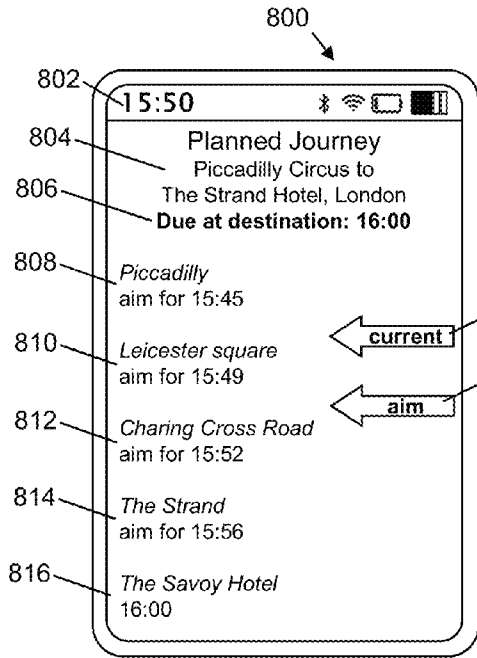 800
802
15:50
804
Planned Journey
Piccadilly Circus to
806
The Strand Hotel, London
Due at destination: 16:00
808
Piccadilly
aim for 15:45
current
810
Leicester square
aim for 15:49
aim
812
Charing Cross Road
aim for 15:52
814
The Strand
aim for 15:56
816
The Savoy Hotel
16:00